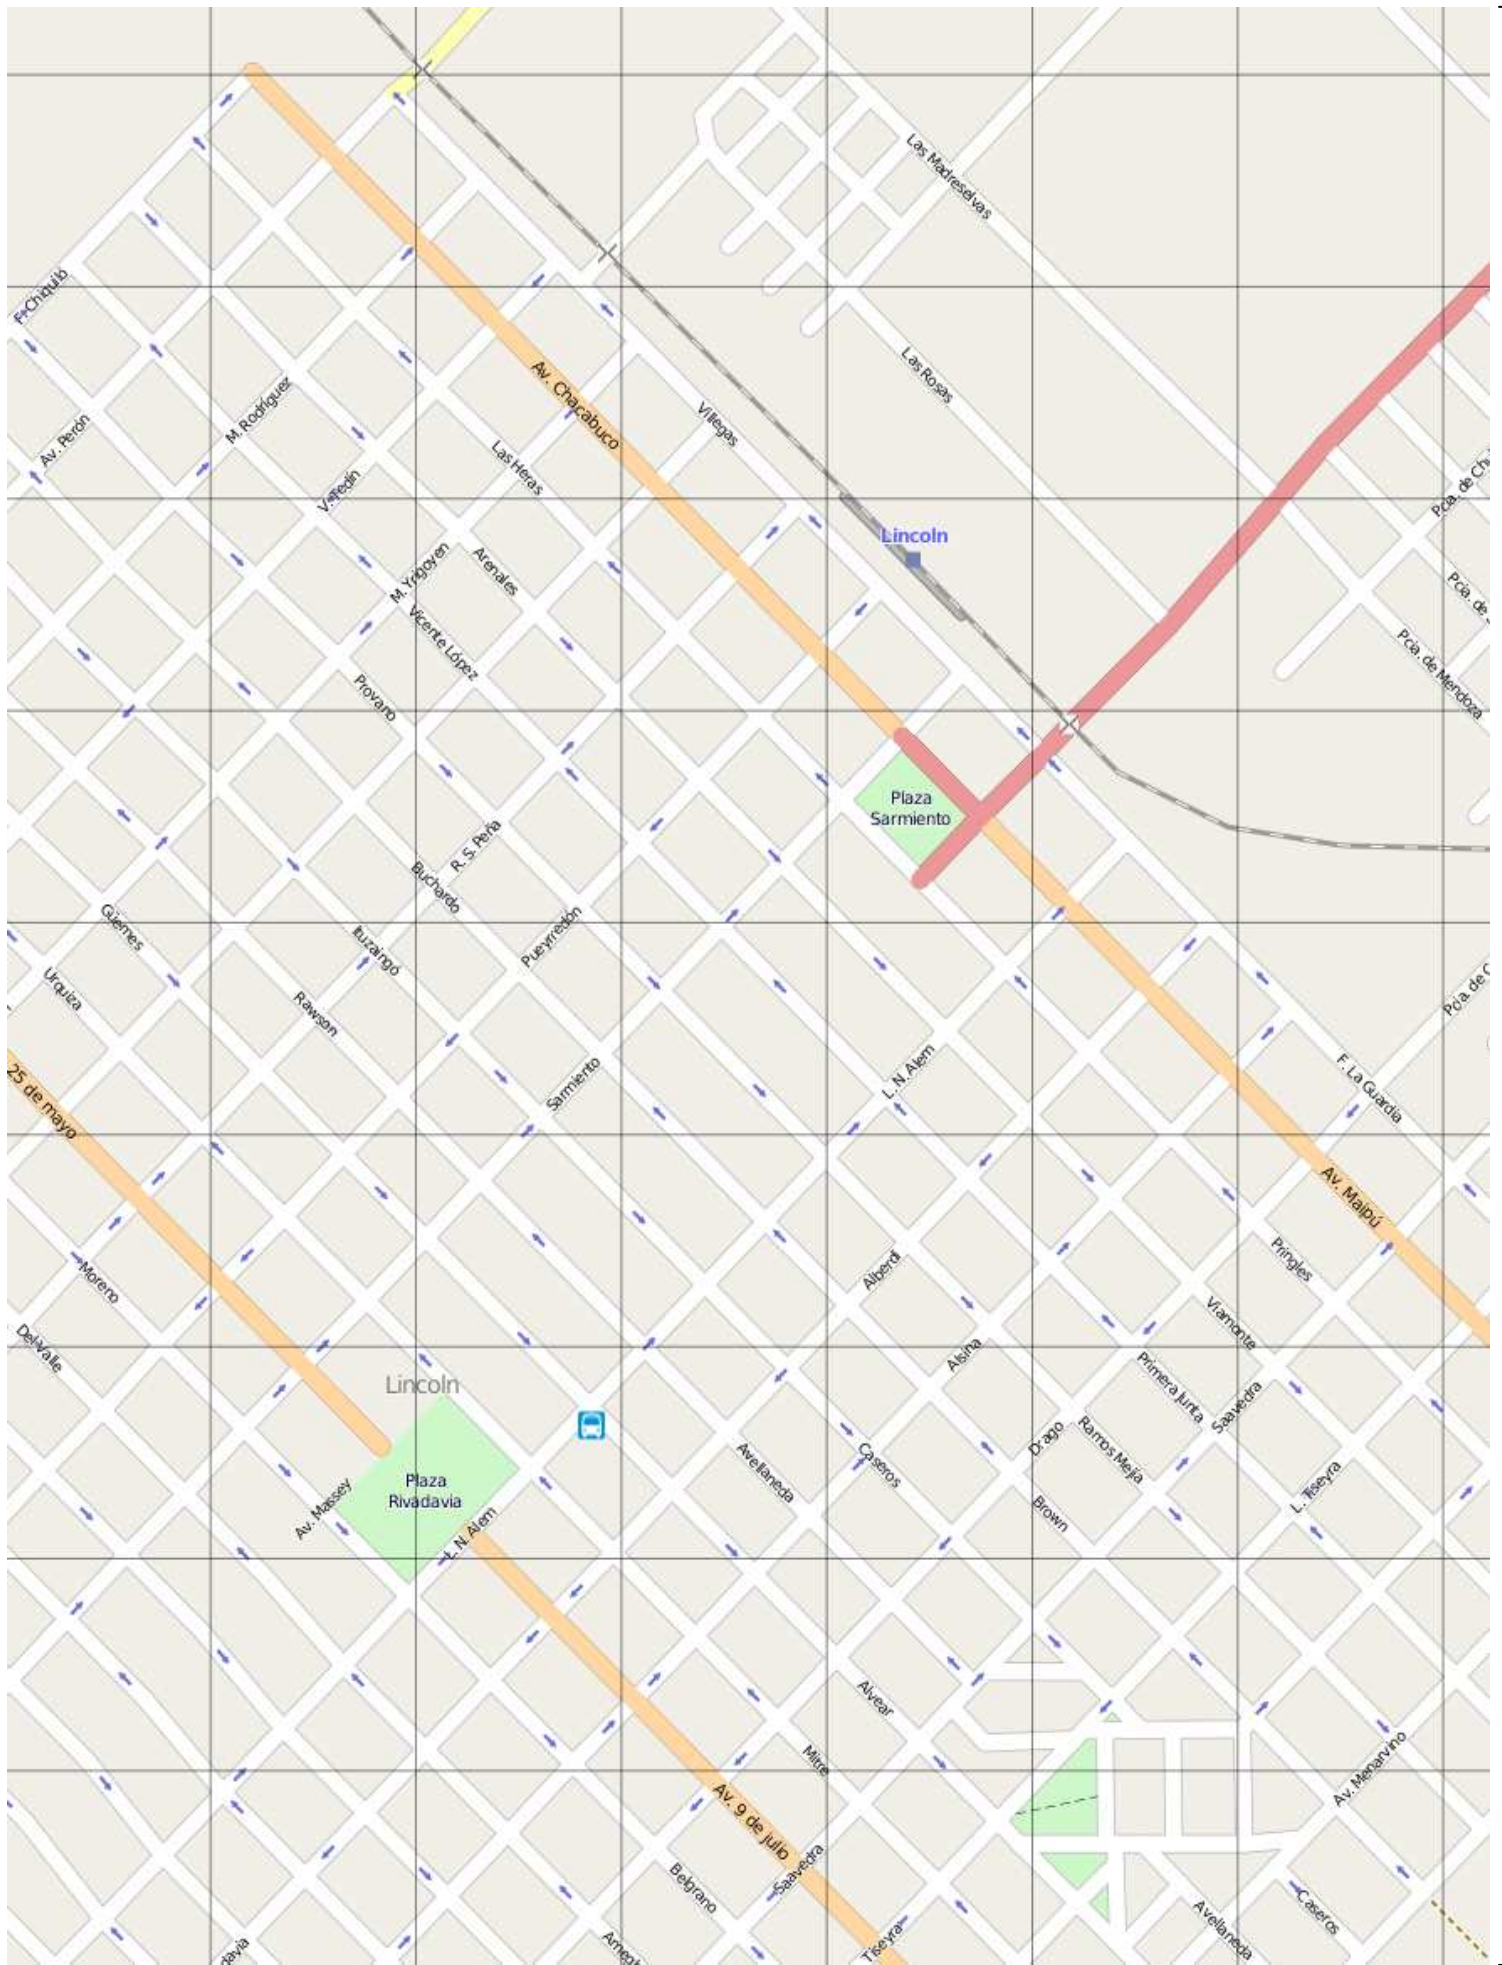 Las Madreselvas
F. Chiquilo
Av. Chacabuco
Las Rosas
M. Rodríguez
Villegas
Av. Perón
Las Heras
V. Tedín
Lincoln
M. Yrigoyen
Arenales
Vicente López
Pcia. de Mendoza
Provano
Plaza
Sarmiento
R. S. Peña
Buchardo
Güemes
Pueyrredón
Ituzaingó
Urquiza
Rawson
L. N. Alem
Sarmiento
F. La Guardia
25 de mayo
Av. Maipú
Moreno
Alberdi
Pringles
Viamonte
Del Valle
Alsina
Primera Junta
Lincoln
Saavedra
Drago
Ramos Mejía
Avellaneda
Caseros
Plaza
Rivadavia
L. Tiseyra
Av. Massey
Brown
L. N. Alem
Alvear
Mitre
Av. Menarvino
Av. 9 de julio
Saavedra
Belgrano
Caseros
Avellaneda
Tiseyra